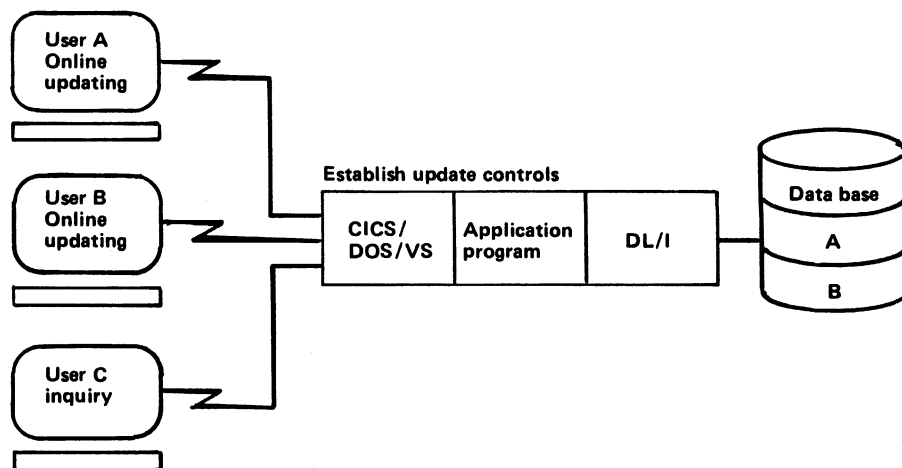 User A
Online
updating
User B
Online
updating
User C
inquiry
Establish update controls
CICS/
DOS/VS
Application
program
DL/I
Data base
A
B